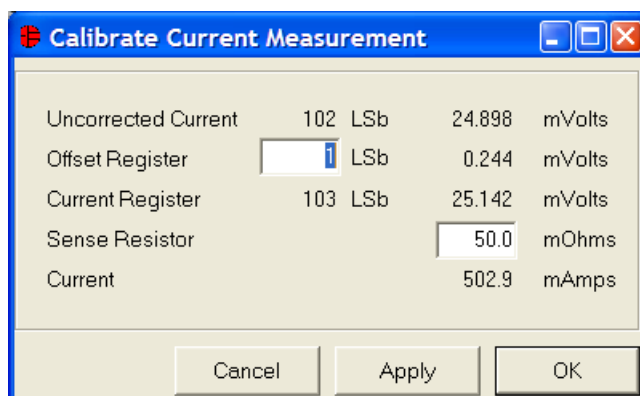 Calibrate Current Measurement
Uncorrected Current 102 LSb 24.898 mVolts
Offset Register 1 LSb 0.244 mVolts
Current Register 103 LSb 25.142 mVolts
Sense Resistor 50.0 mOhms
Current 502.9 mAmps
Cancel Apply OK